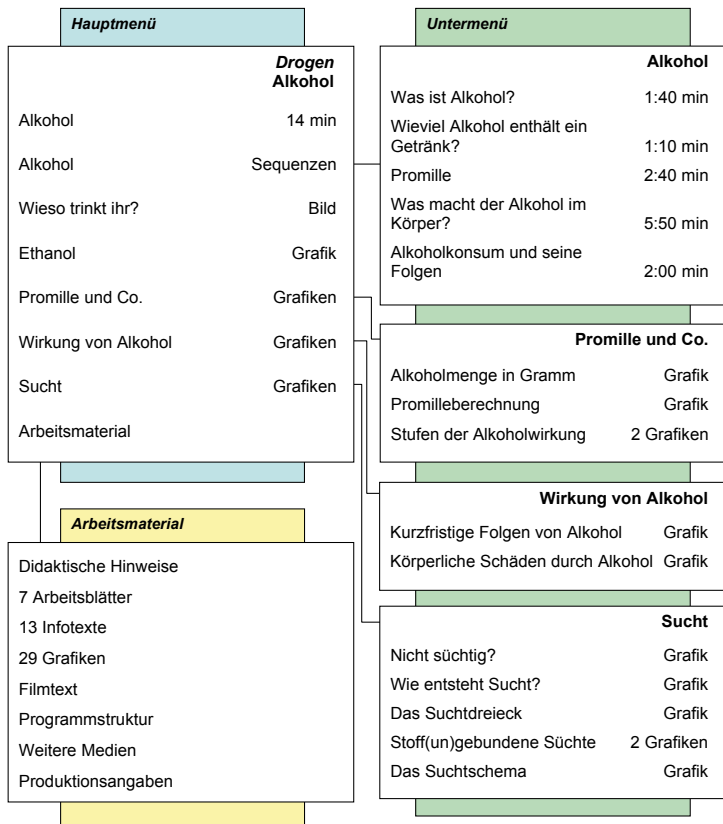 Hauptmenü
Drogen
Alkohol
Alkohol 14 min
Alkohol Sequenzen
Wieso trinkt ihr? Bild
Ethanol Grafik
Promille und Co. Grafiken
Wirkung von Alkohol Grafiken
Sucht Grafiken
Arbeitsmaterial
Arbeitsmaterial
Didaktische Hinweise
7 Arbeitsblätter
13 Infotexte
29 Grafiken
Filmtext
Programmstruktur
Weitere Medien
Produktionsangaben
Untermenü
Alkohol
Was ist Alkohol? 1:40 min
Wieviel Alkohol enthält ein
Getränk? 1:10 min
Promille 2:40 min
Was macht der Alkohol im
Körper? 5:50 min
Alkoholkonsum und seine
Folgen 2:00 min
Promille und Co.
Alkoholmenge in Gramm Grafik
Promilleberechnung Grafik
Stufen der Alkoholwirkung 2 Grafiken
Wirkung von Alkohol
Kurzfristige Folgen von Alkohol Grafik
Körperliche Schäden durch Alkohol Grafik
Sucht
Nicht süchtig? Grafik
Wie entsteht Sucht? Grafik
Das Suchtdreieck Grafik
Stoff(un)gebundene Süchte 2 Grafiken
Das Suchtschema Grafik